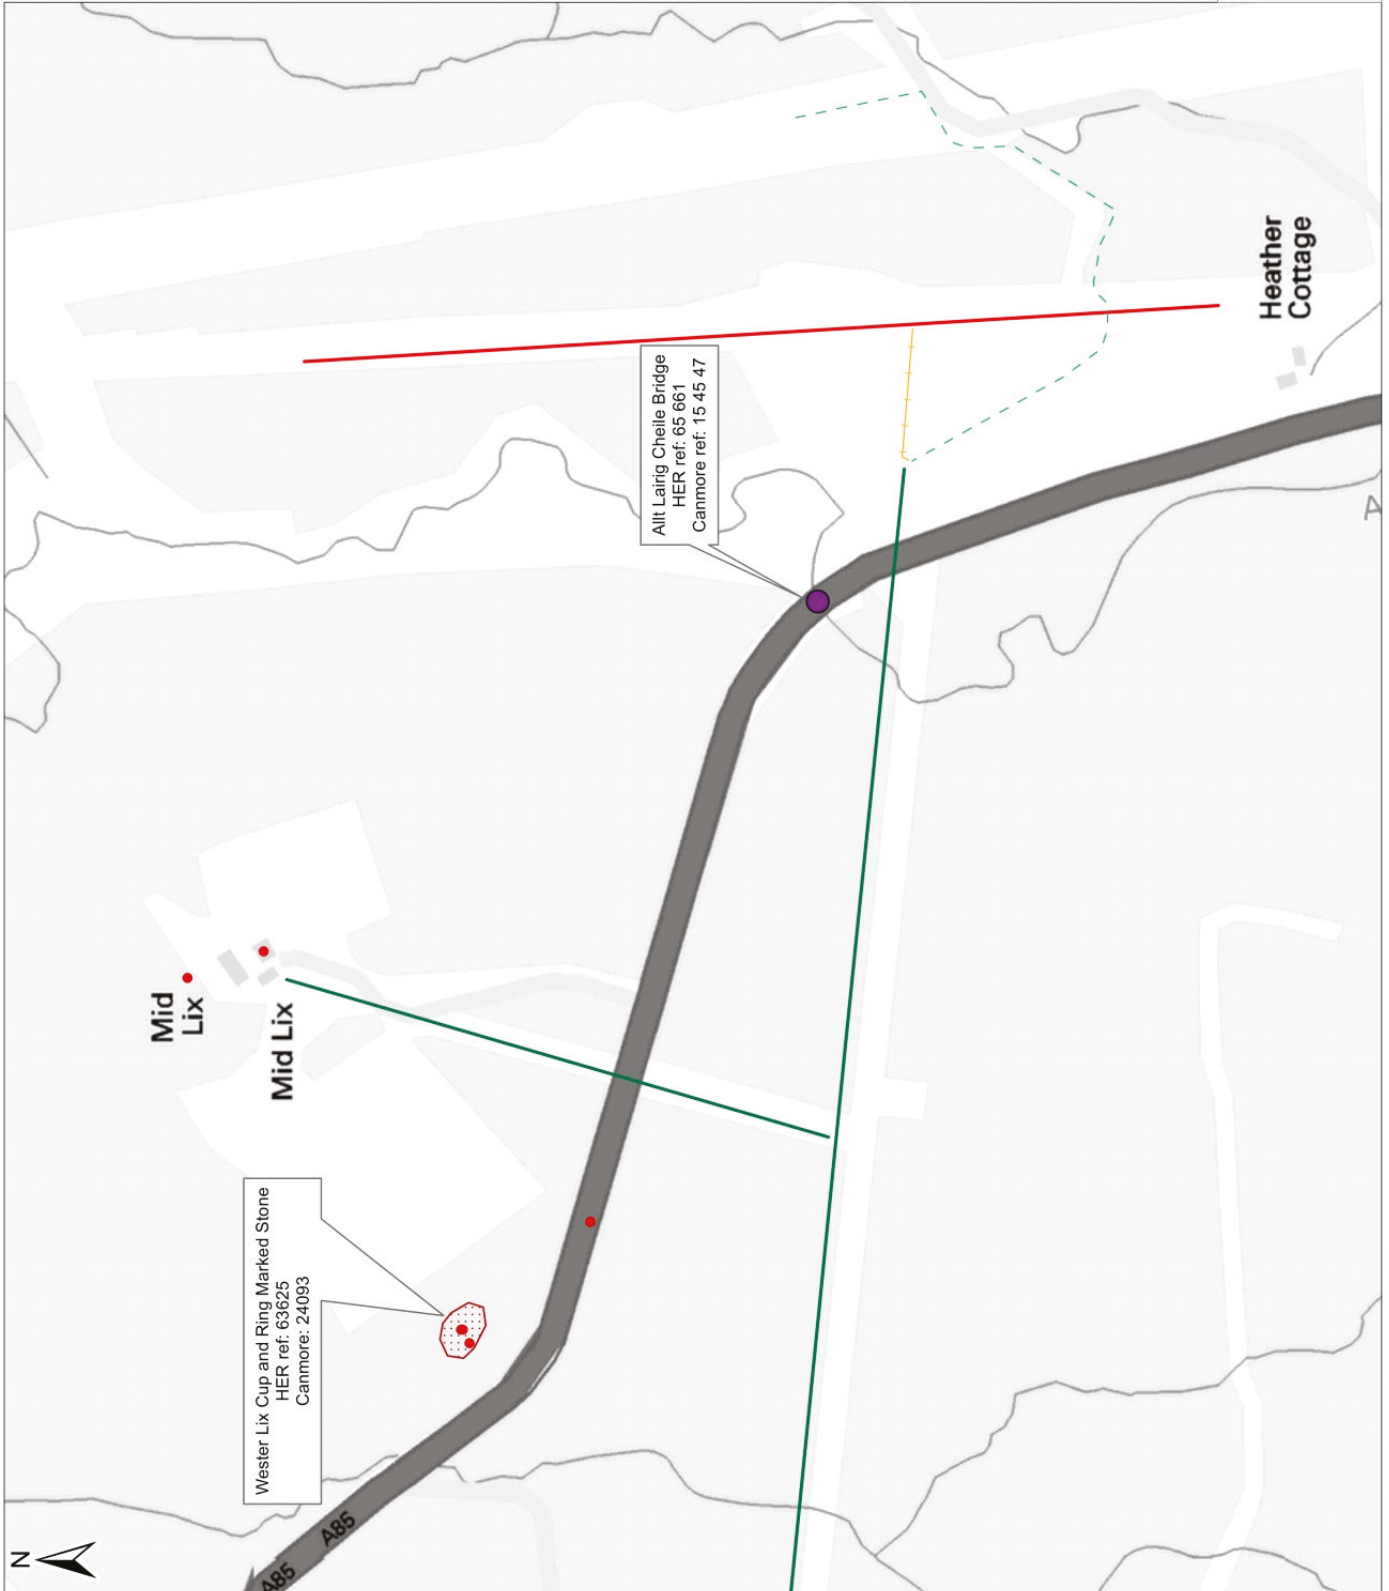 Heather
Cottage
Allt Lairig Cheile Bridge
HER ref: 65 661
Canmore ref: 15 45 47
A
Mid
Lix
Mid Lix
Wester Lix Cup and Ring Marked Stone
HER ref: 63625
Canmore: 24093
A85
A85
N